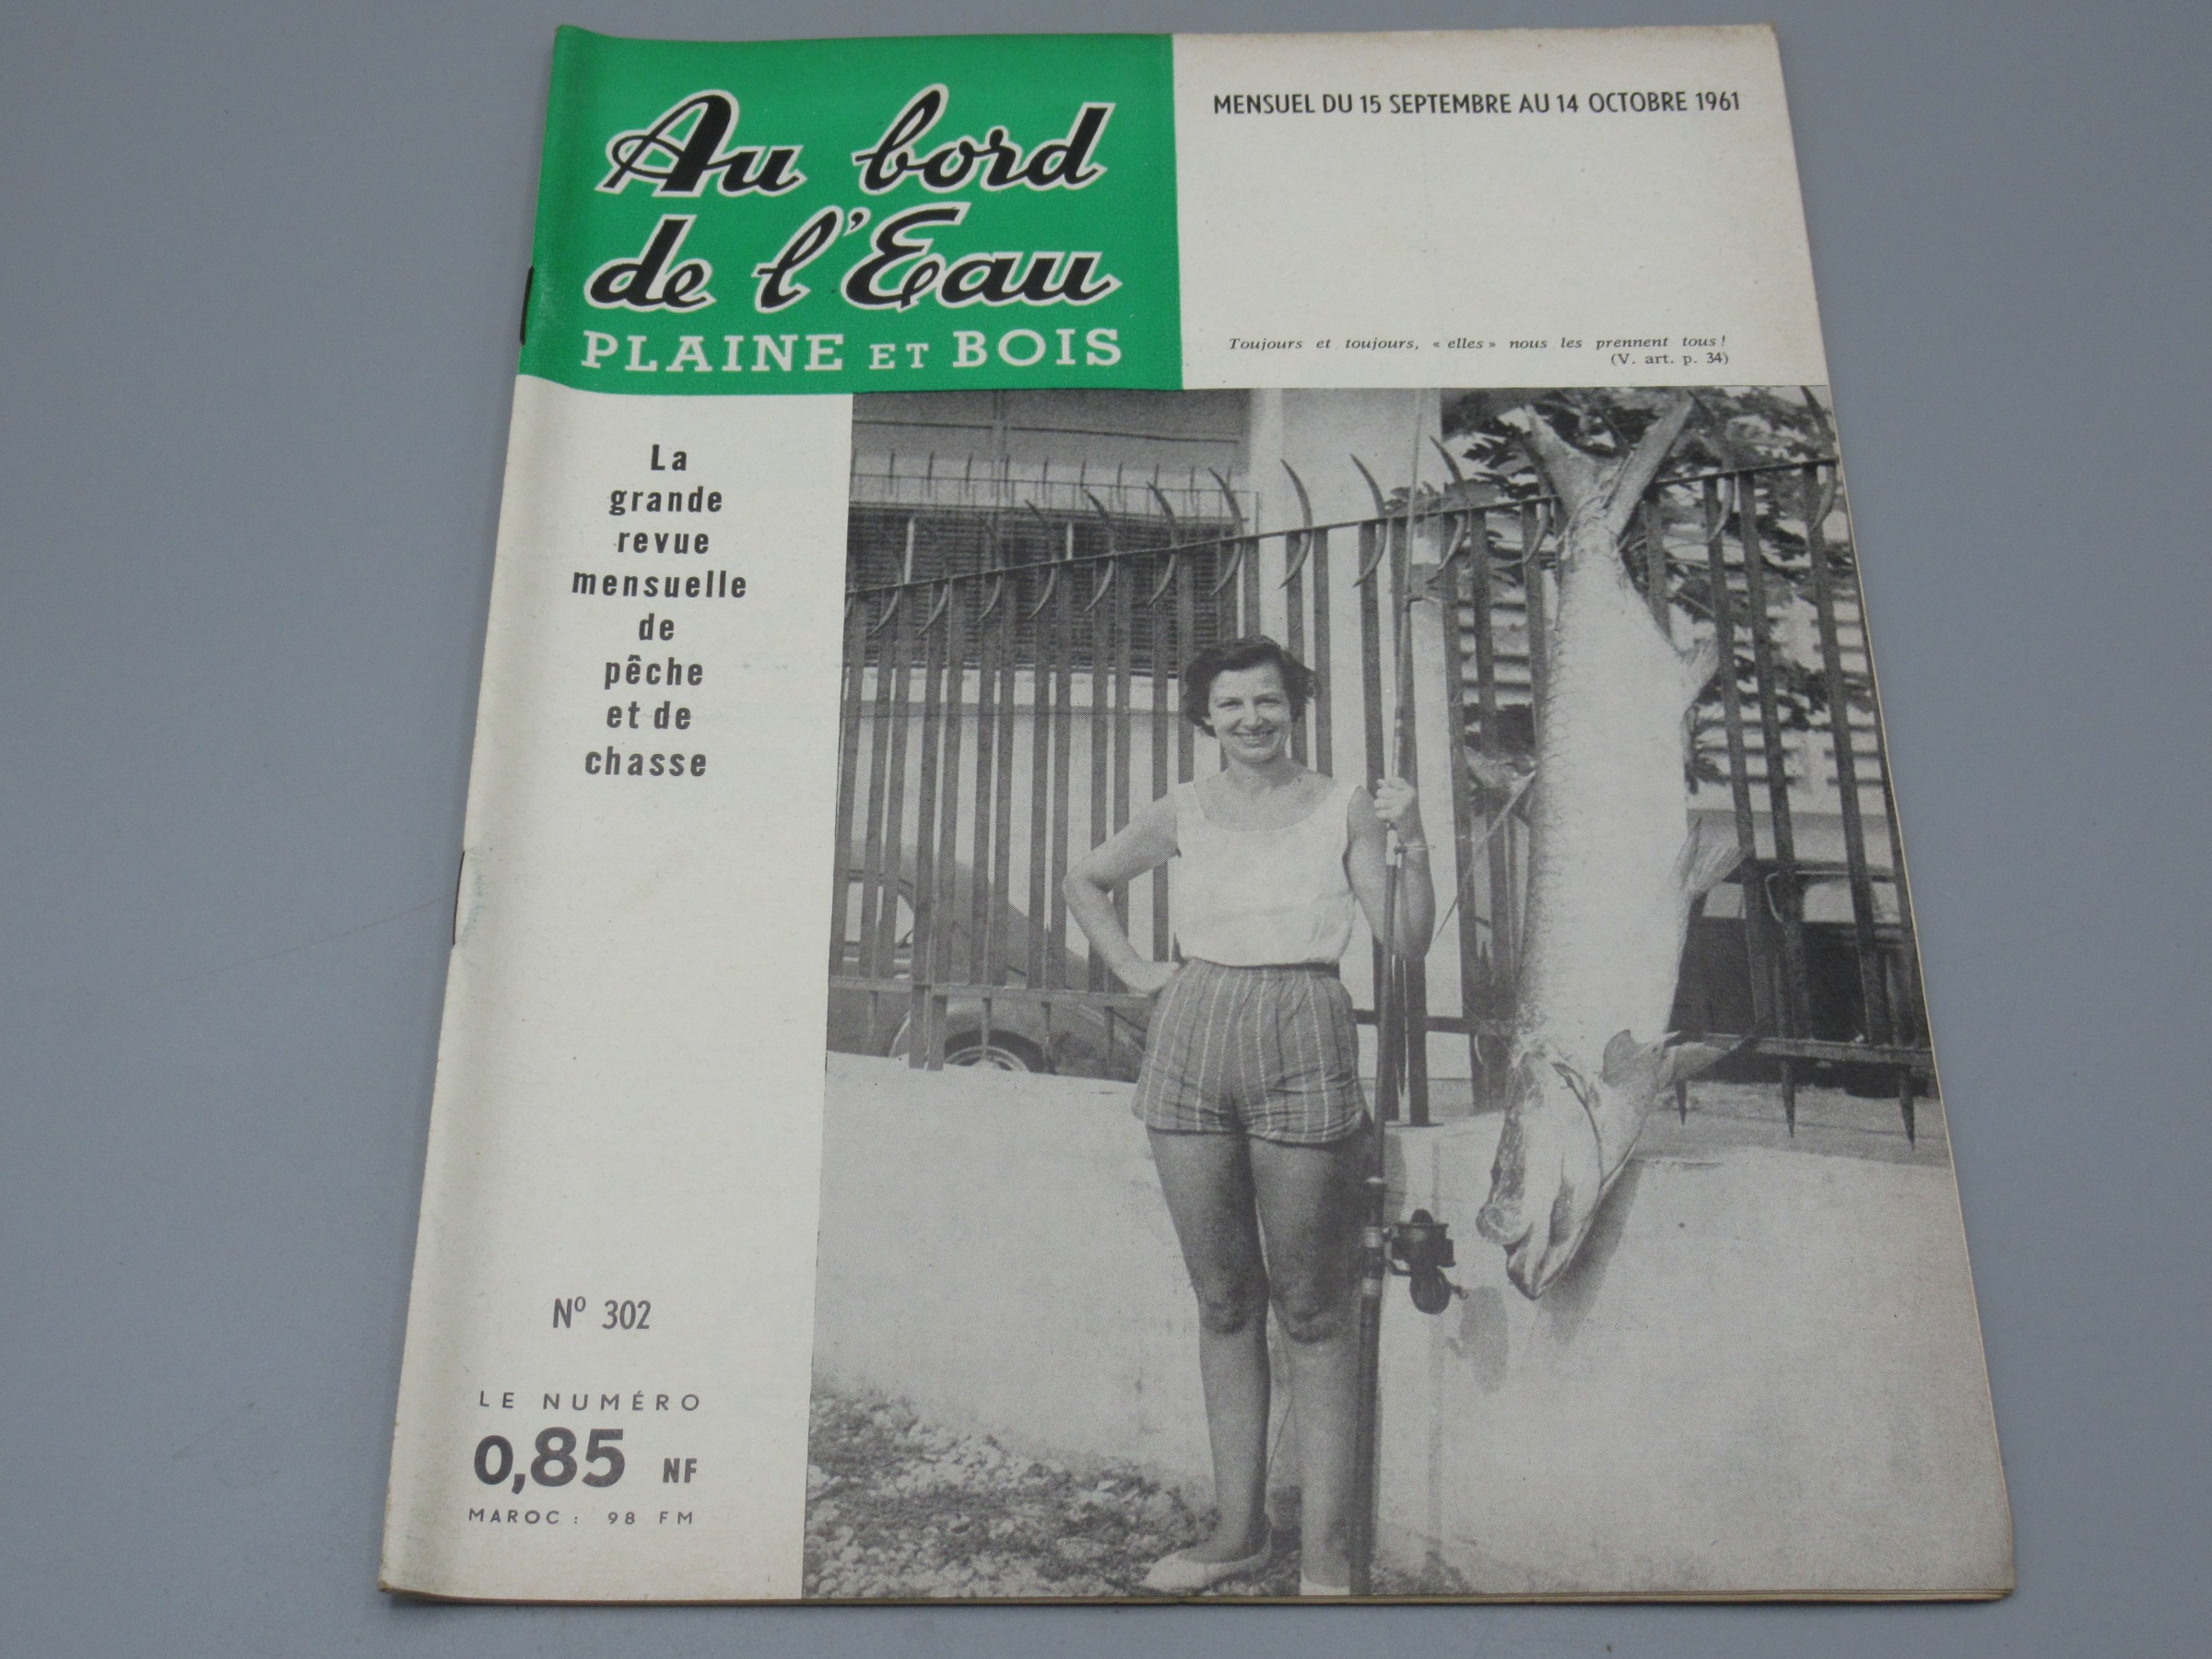 Au bord
de l'Eau
PLAINE ET BOIS
MENSUEL DU 15 SEPTEMBRE AU 14 OCTOBRE 1961
Toujours et toujours, « elles » nous les prennent tous !
(V. art. p. 34)
La
grande
revue
mensuelle
de
pêche
et de
chasse
Nº 302
LE NUMÉRO
0,85 NF
MAROC : 98 FM